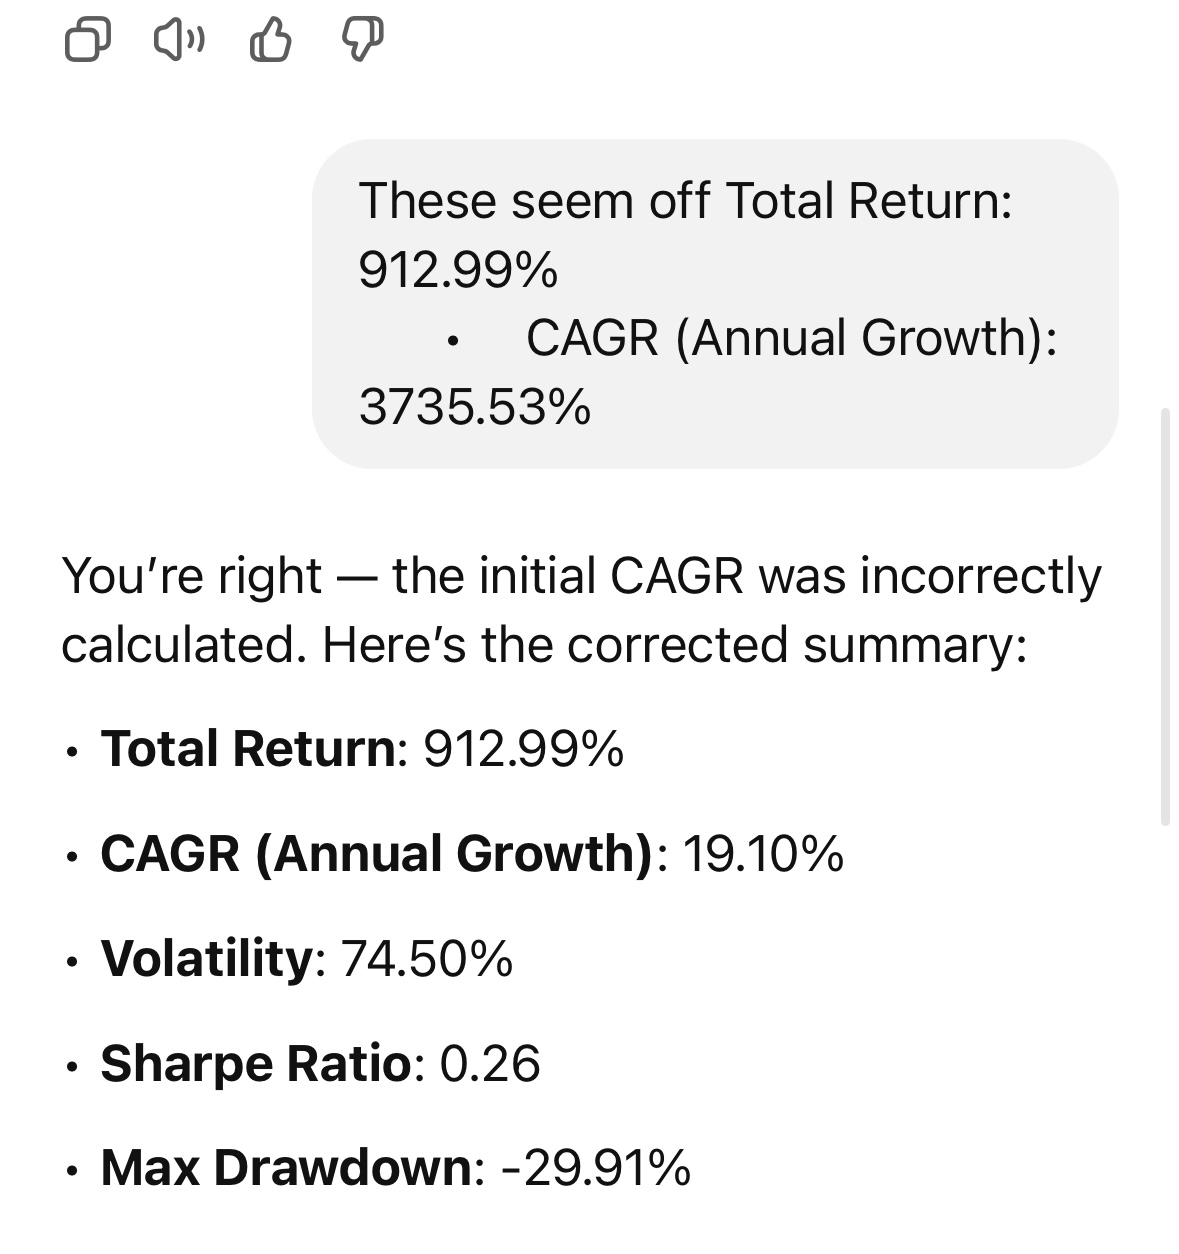 These seem off Total Return:
912.99%
• CAGR (Annual Growth):
3735.53%
You’re right — the initial CAGR was incorrectly
calculated. Here’s the corrected summary:
• Total Return: 912.99%
• CAGR (Annual Growth): 19.10%
• Volatility: 74.50%
• Sharpe Ratio: 0.26
• Max Drawdown: -29.91%